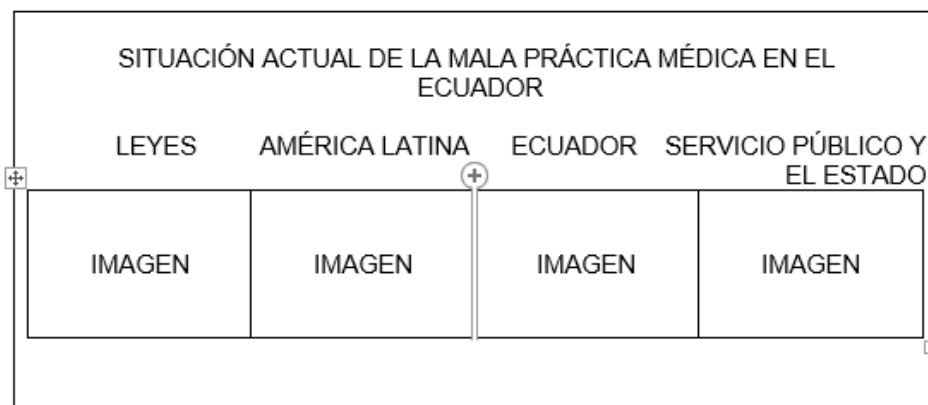 SITUACIÓN ACTUAL DE LA MALA PRÁCTICA MÉDICA EN EL
ECUADOR
LEYES AMÉRICA LATINA ECUADOR SERVICIO PÚBLICO Y
EL ESTADO
IMAGEN IMAGEN IMAGEN IMAGEN